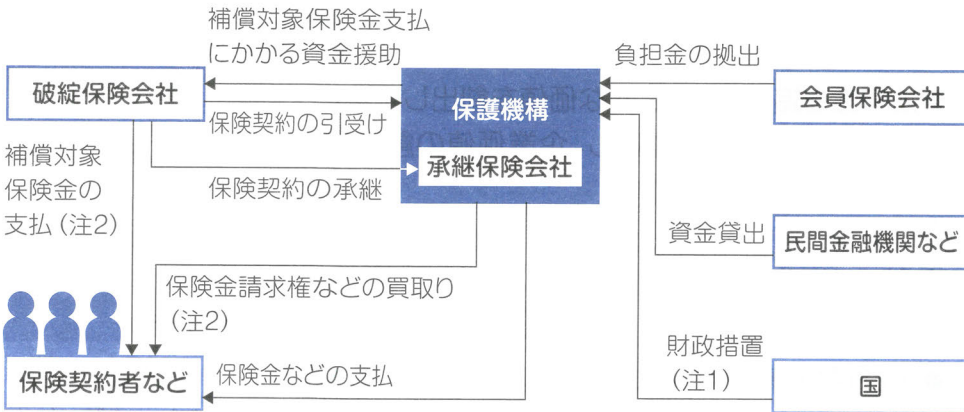 補償対象保険金支払
にかかる資金援助
負担金の拠出
破綻保険会社
保護機構
会員保険会社
保険契約の引受け
補償対象
保険金の
支払(注2)
承継保険会社
保険契約の承継
資金貸出
民間金融機関など
保険金請求権などの買取り
(注2)
財政措置
(注1)
保険契約者など
保険金などの支払
国